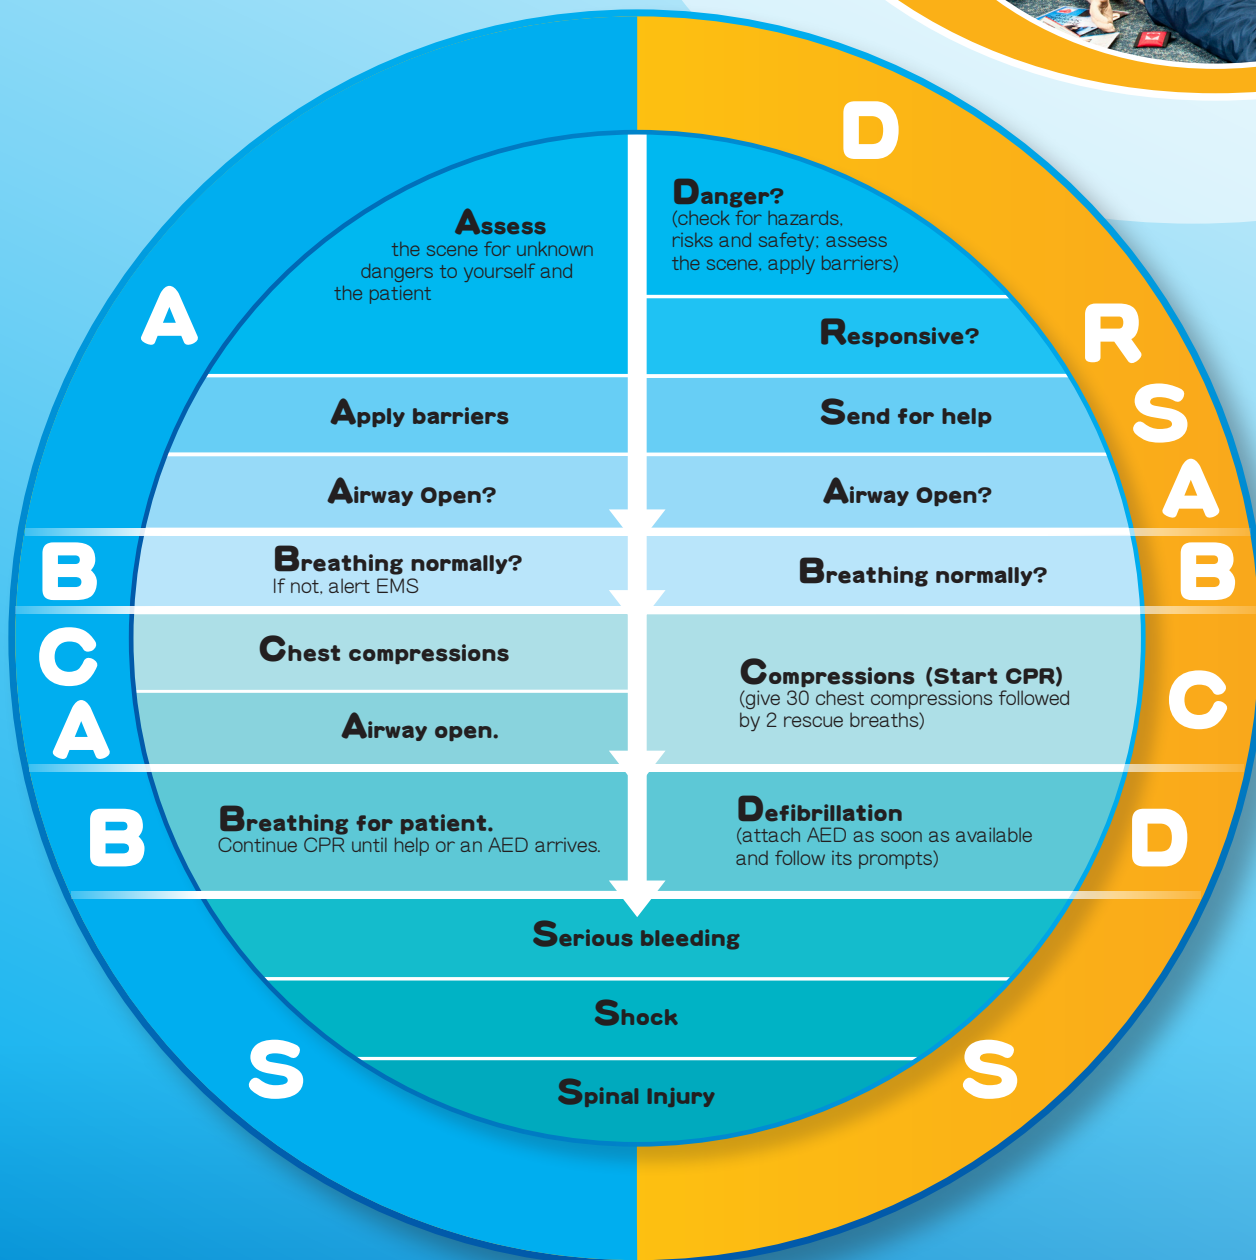 A
Assess
the scene for unknown
dangers to yourself and
the patient
Apply barriers
Airway Open?
B
Breathing normally?
If not, alert EMS
C
Chest compressions
A
Airway open.
B
Breathing for patient.
Continue CPR until help or an AED arrives.
D
Danger?
(check for hazards,
risks and safety; assess
the scene, apply barriers)
R
Responsive?
S
Send for help
A
Airway Open?
B
Breathing normally?
C
Compressions (Start CPR)
(give 30 chest compressions followed
by 2 rescue breaths)
D
Defibrillation
(attach AED as soon as available
and follow its prompts)
S
S
Serious bleeding
Shock
Spinal Injury